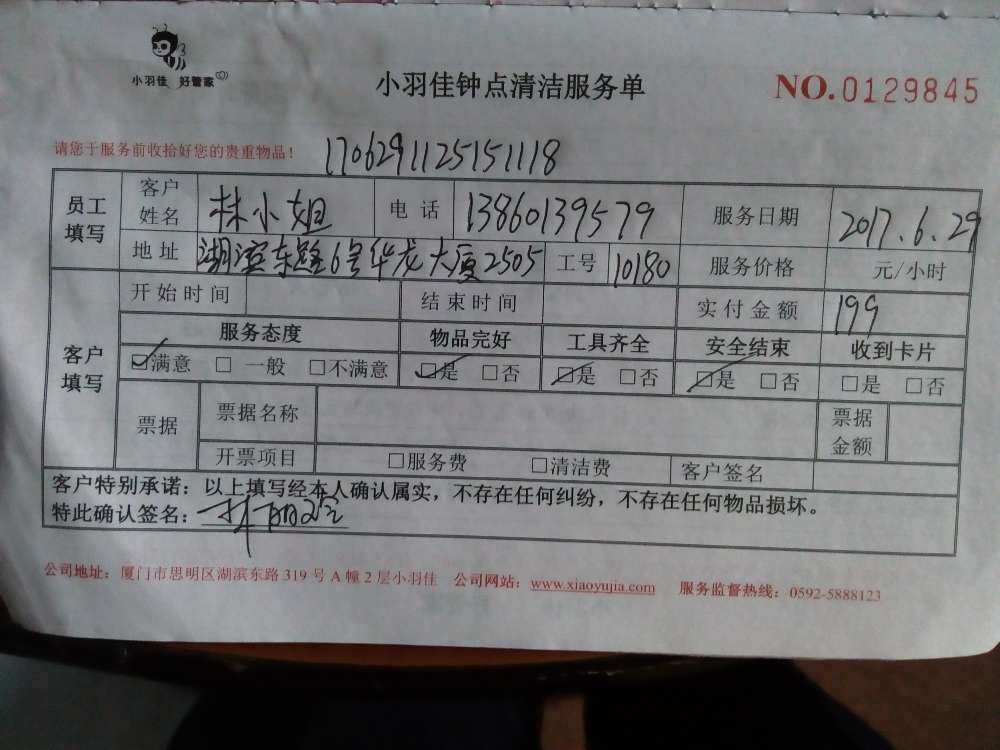 小羽佳 好管家
小羽佳钟点清洁服务单
NO.0129845
请您于服务前收拾好您的贵重物品！
1706291125151118
员工填写 客户姓名 林小姐 电话 13860139579 服务日期 2017.6.29
地址 湖滨东路6号华龙大厦2505 工号 10180 服务价格 元/小时
客户填写 开始时间 结束时间 实付金额 199
服务态度 物品完好 工具齐全 安全结束 收到卡片
☑满意 □一般 □不满意 ☑是 □否 ☑是 □否 ☑是 □否 □是 □否
票据 票据名称 票据金额
开票项目 □服务费 □清洁费 客户签名
客户特别承诺：以上填写经本人确认属实，不存在任何纠纷，不存在任何物品损坏。
特此确认签名：
公司地址：厦门市思明区湖滨东路319号A幢2层小羽佳 公司网站：www.xiaoyujia.com 服务监督热线：0592-5888123